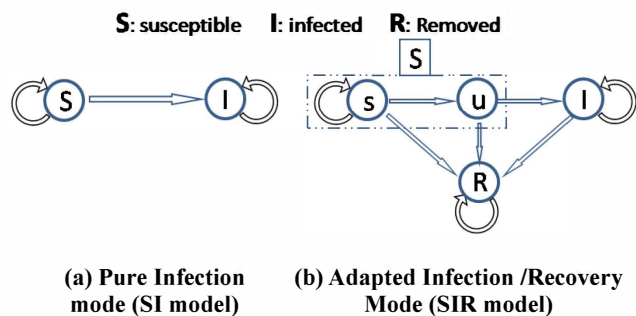 S: susceptible I: infected R: Removed
S
S I
s u I
R
(a) Pure Infection mode (SI model)
(b) Adapted Infection /Recovery Mode (SIR model)